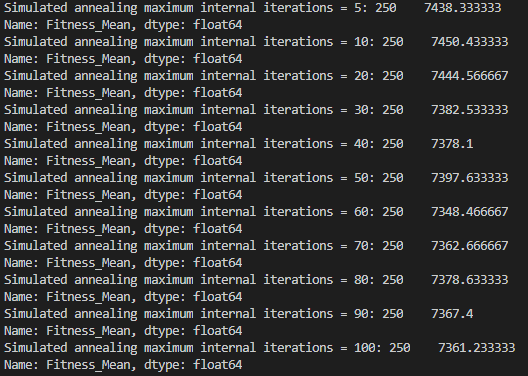 Simulated annealing maximum internal iterations = 5: 250    7438.333333
Name: Fitness_Mean, dtype: float64
Simulated annealing maximum internal iterations = 10: 250    7450.433333
Name: Fitness_Mean, dtype: float64
Simulated annealing maximum internal iterations = 20: 250    7444.566667
Name: Fitness_Mean, dtype: float64
Simulated annealing maximum internal iterations = 30: 250    7382.533333
Name: Fitness_Mean, dtype: float64
Simulated annealing maximum internal iterations = 40: 250    7378.1
Name: Fitness_Mean, dtype: float64
Simulated annealing maximum internal iterations = 50: 250    7397.633333
Name: Fitness_Mean, dtype: float64
Simulated annealing maximum internal iterations = 60: 250    7348.466667
Name: Fitness_Mean, dtype: float64
Simulated annealing maximum internal iterations = 70: 250    7362.666667
Name: Fitness_Mean, dtype: float64
Simulated annealing maximum internal iterations = 80: 250    7378.633333
Name: Fitness_Mean, dtype: float64
Simulated annealing maximum internal iterations = 90: 250    7367.4
Name: Fitness_Mean, dtype: float64
Simulated annealing maximum internal iterations = 100: 250    7361.233333
Name: Fitness_Mean, dtype: float64